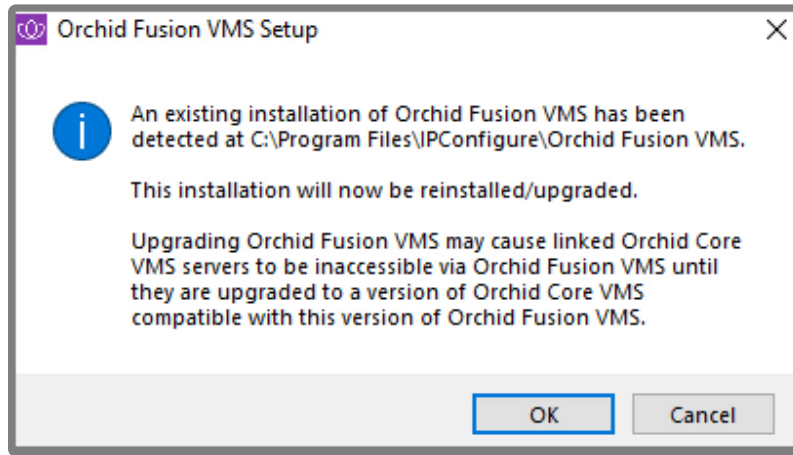 Orchid Fusion VMS Setup
An existing installation of Orchid Fusion VMS has been
detected at C:\Program Files\IPConfigure\Orchid Fusion VMS.
This installation will now be reinstalled/upgraded.
Upgrading Orchid Fusion VMS may cause linked Orchid Core
VMS servers to be inaccessible via Orchid Fusion VMS until
they are upgraded to a version of Orchid Core VMS
compatible with this version of Orchid Fusion VMS.
OK Cancel